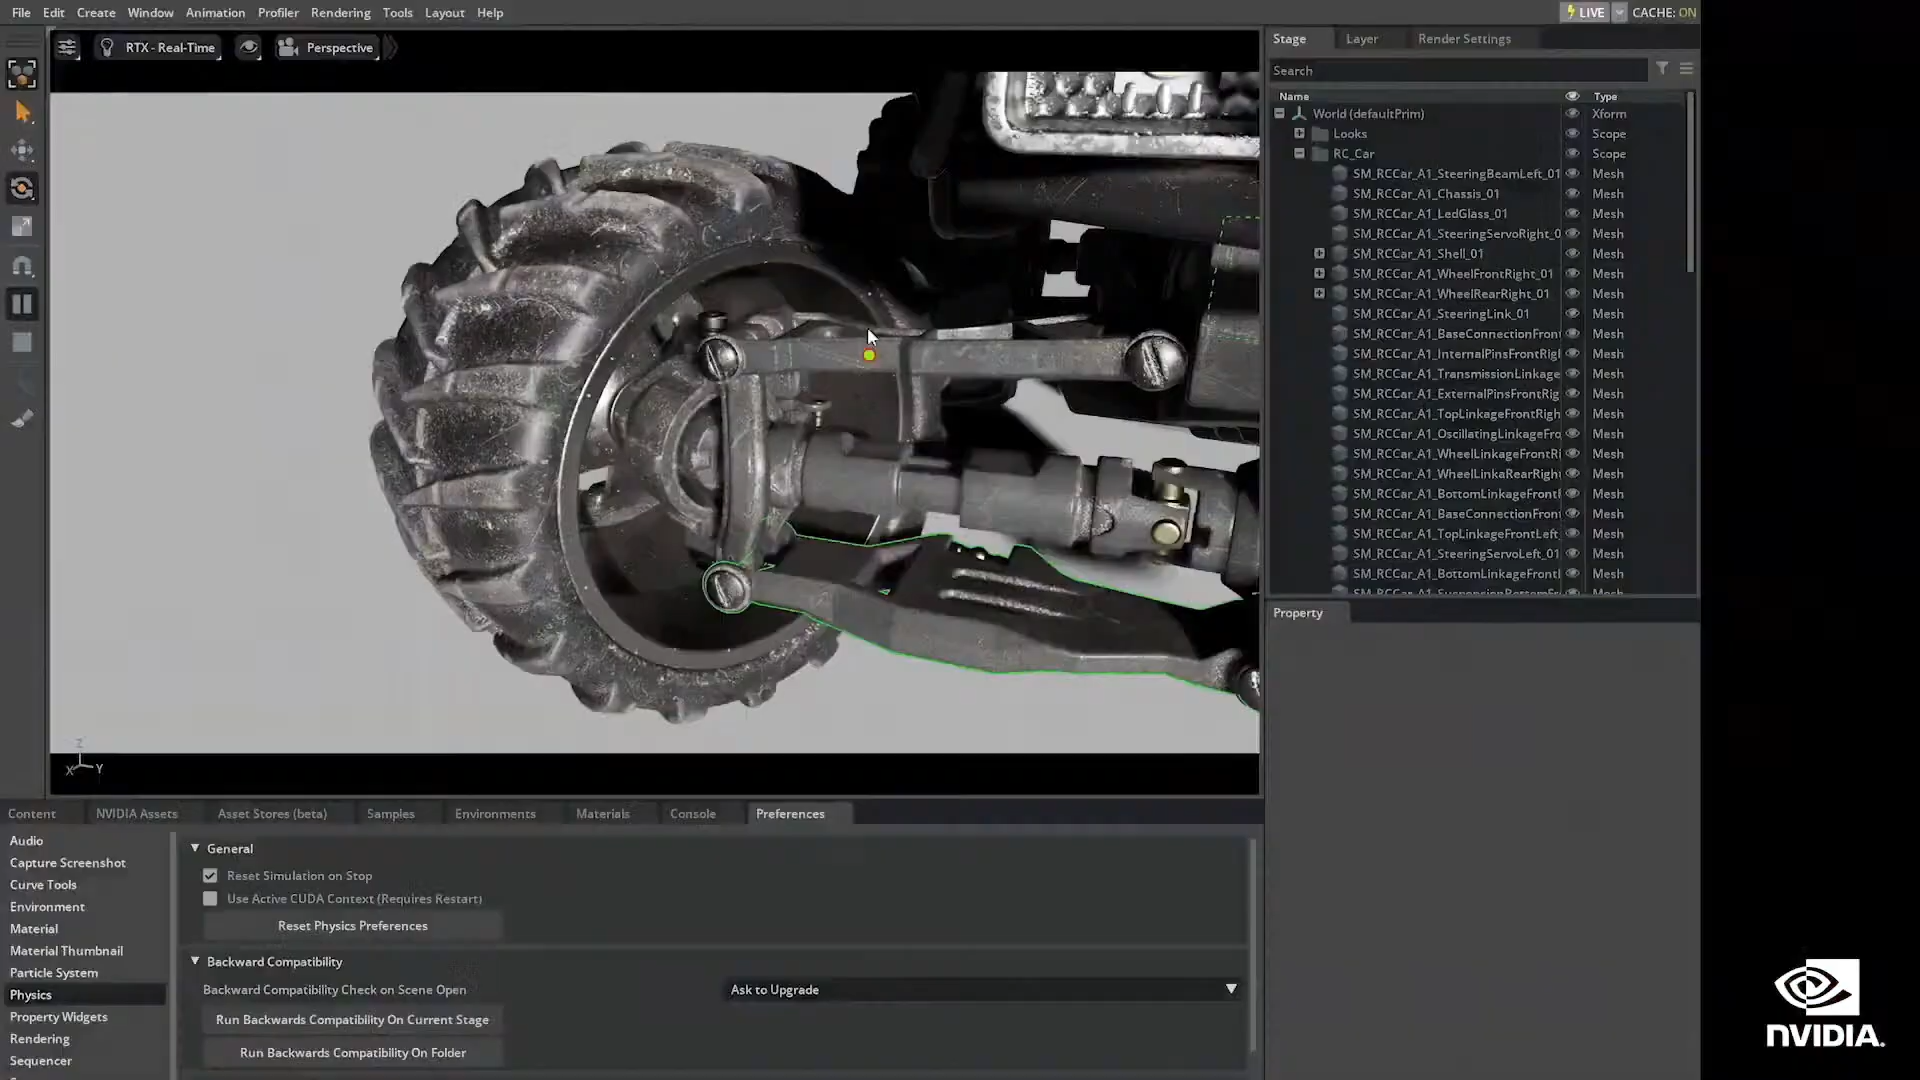 File Edit Create Window Animation Profiler Rendering Tools Layout Help
LIVE CACHE: ON
RTX - Real-Time Perspective
Z
X Y
Stage Layer Render Settings
Search
Name Type
World (defaultPrim) Xform
Looks Scope
RC_Car Scope
SM_RCCar_A1_SteeringBeamLeft_01 Mesh
SM_RCCar_A1_Chassis_01 Mesh
SM_RCCar_A1_LedGlass_01 Mesh
SM_RCCar_A1_SteeringServoRight_0 Mesh
SM_RCCar_A1_Shell_01 Mesh
SM_RCCar_A1_WheelFrontRight_01 Mesh
SM_RCCar_A1_WheelRearRight_01 Mesh
SM_RCCar_A1_SteeringLink_01 Mesh
SM_RCCar_A1_BaseConnectionFron Mesh
SM_RCCar_A1_InternalPinsFrontRigl Mesh
SM_RCCar_A1_TransmissionLinkage Mesh
SM_RCCar_A1_ExternalPinsFrontRig Mesh
SM_RCCar_A1_TopLinkageFrontRigh Mesh
SM_RCCar_A1_OscillatingLinkageFro Mesh
SM_RCCar_A1_WheelLinkageFrontRi Mesh
SM_RCCar_A1_WheelLinkaRearRigh Mesh
SM_RCCar_A1_BottomLinkageFrontF Mesh
SM_RCCar_A1_BaseConnectionFron Mesh
SM_RCCar_A1_TopLinkageFrontLeft_ Mesh
SM_RCCar_A1_SteeringServoLeft_01 Mesh
SM_RCCar_A1_BottomLinkageFrontl Mesh
Property
Content NVIDIA Assets Asset Stores (beta) Samples Environments Materials Console Preferences
Audio
Capture Screenshot
Curve Tools
Environment
Material
Material Thumbnail
Particle System
Physics
Property Widgets
Rendering
Sequencer
General
Reset Simulation on Stop
Use Active CUDA Context (Requires Restart)
Reset Physics Preferences
Backward Compatibility
Backward Compatibility Check on Scene Open Ask to Upgrade
Run Backwards Compatibility On Current Stage
Run Backwards Compatibility On Folder
NVIDIA.